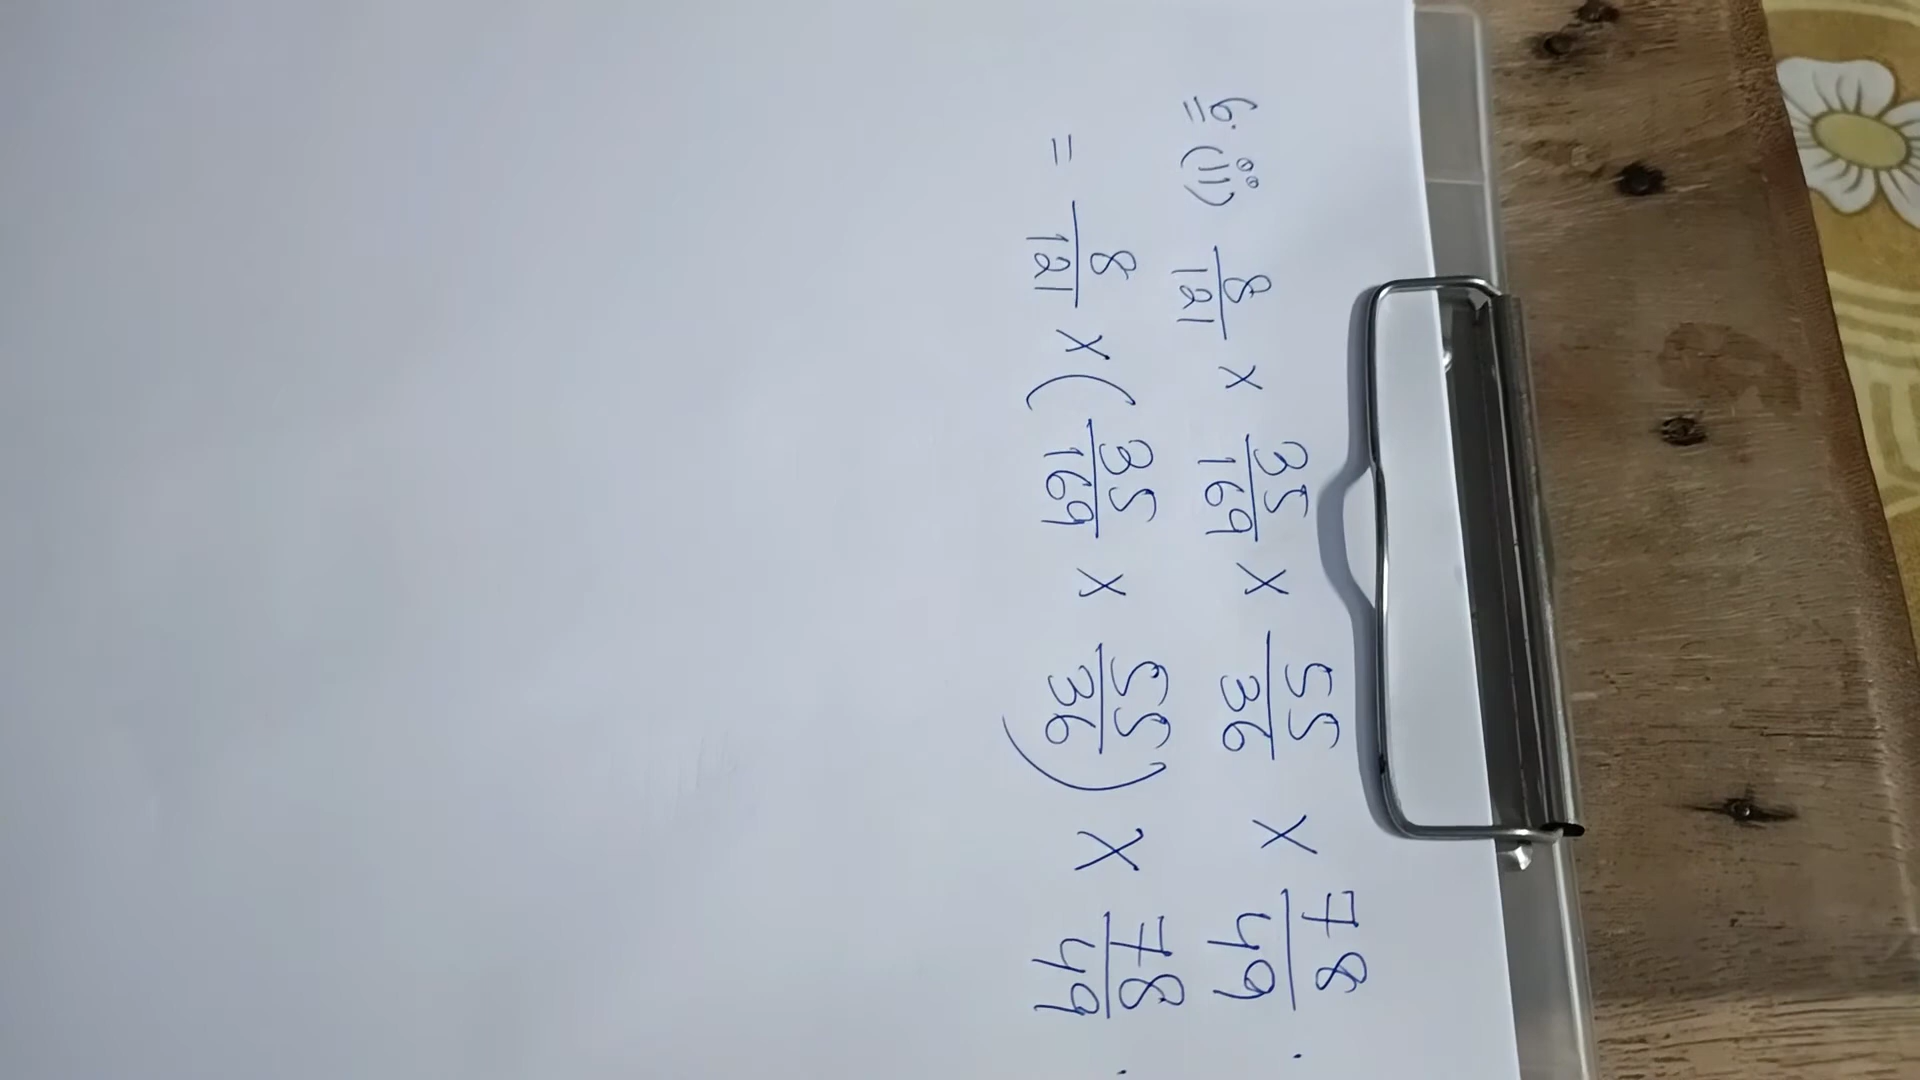 6. (ii) 8/121 × 35/169 × 55/36 × 78/49.
= 8/121 × (35/169 × 55/36) × 78/49.